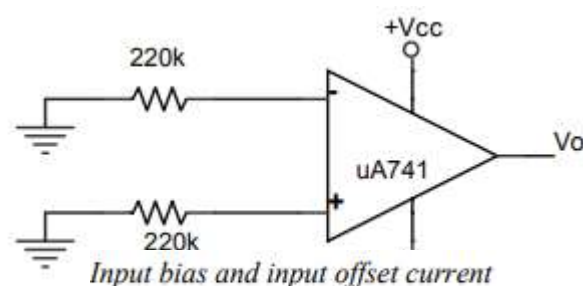 +Vcc
220k
-
Vo
uA741
+
220k
Input bias and input offset current